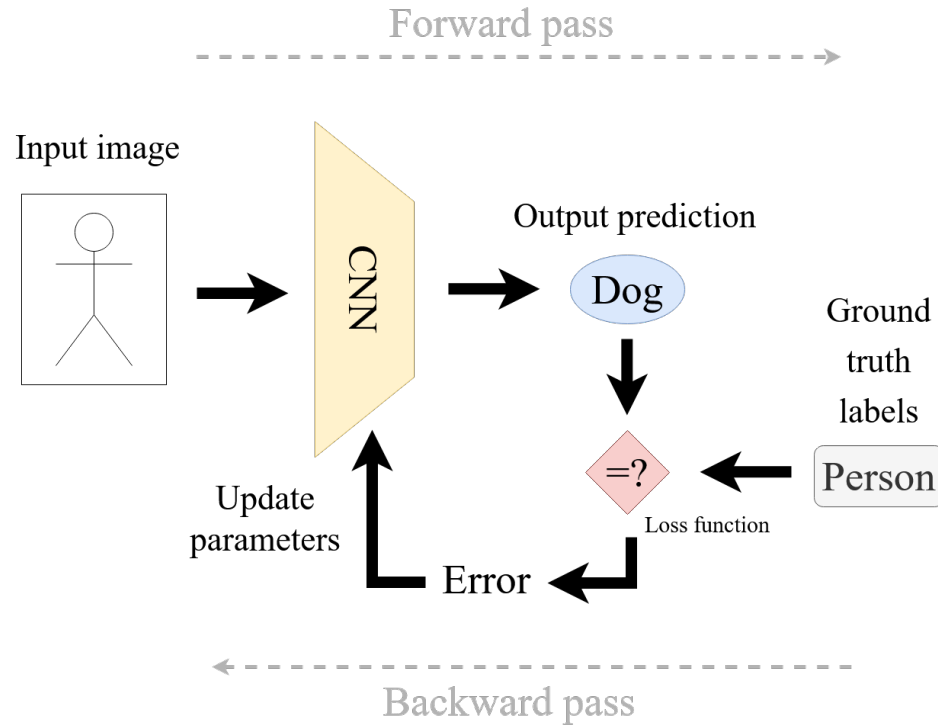 Forward pass
Input image
CNN
Output prediction
Dog
Ground
truth
labels
=?
Person
Loss function
Update
parameters
Error
Backward pass